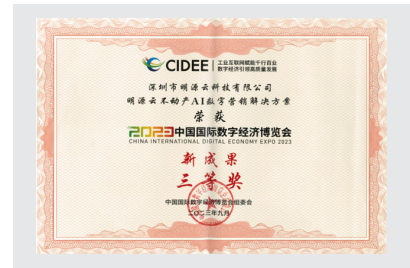 CIDEE
工业互联网赋能千行百业
数字经济引领高质量发展
深圳市明源云科技有限公司
明源云不动产AI数字营销解决方案
荣获
2023中国国际数字经济博览会
CHINA INTERNATIONAL DIGITAL ECONOMY EXPO 2023
新成果
三等奖
中国国际数字经济博览会组委会
二〇二三年九月